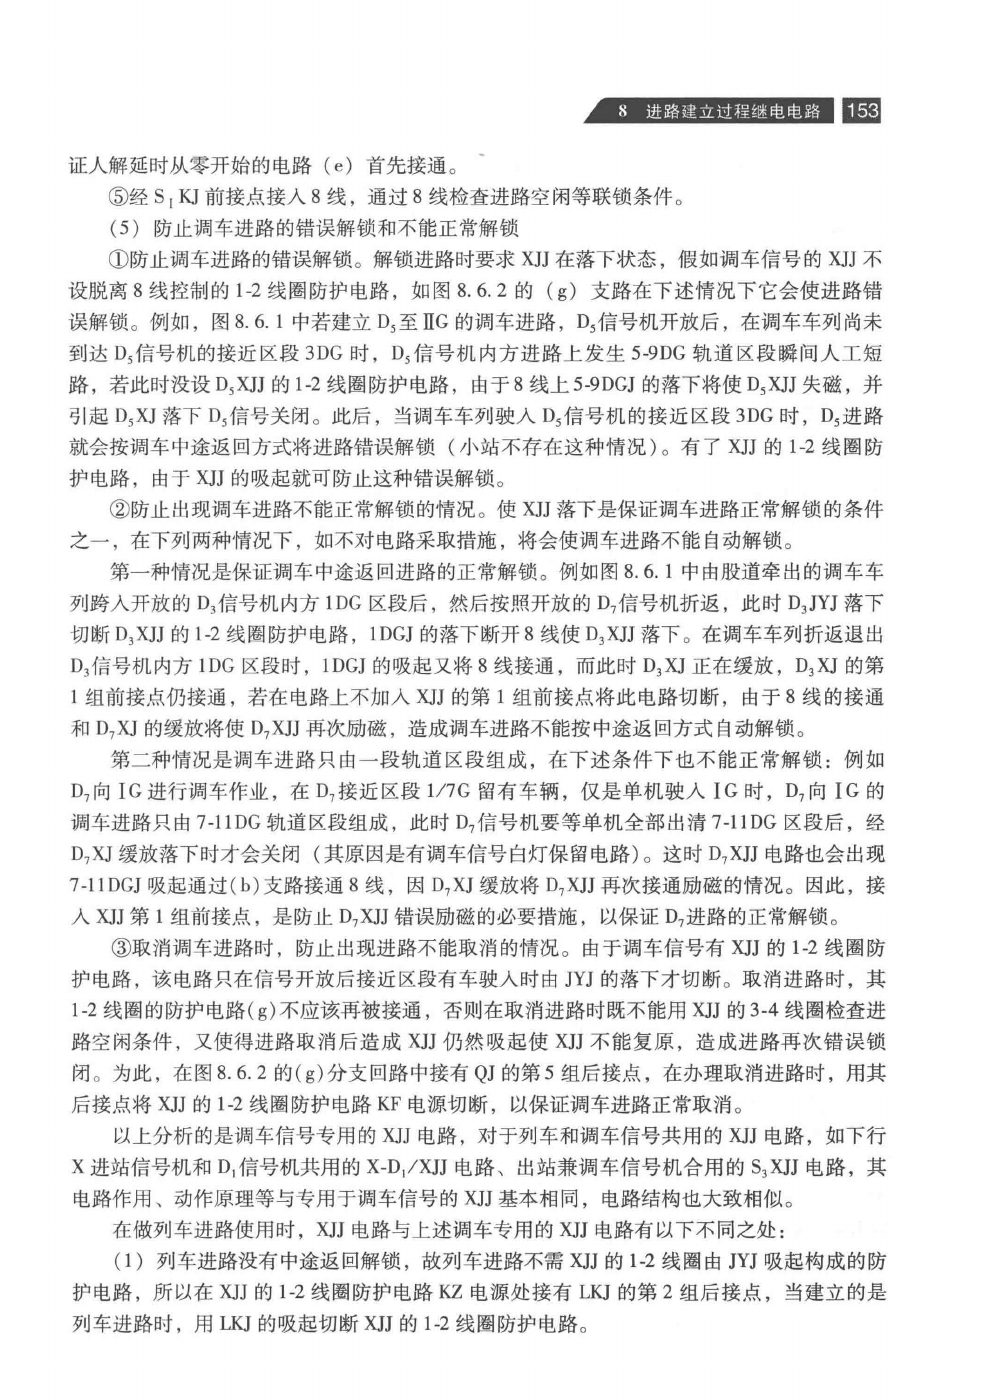 8 进路建立过程继电电路 153
证人解延时从零开始的电路（e）首先接通。
⑤经 SⅠKJ 前接点接入 8 线，通过 8 线检查进路空闲等联锁条件。
（5）防止调车进路的错误解锁和不能正常解锁
①防止调车进路的错误解锁。解锁进路时要求 XJJ 在落下状态，假如调车信号的 XJJ 不
设脱离 8 线控制的 1-2 线圈防护电路，如图 8.6.2 的（g）支路在下述情况下它会使进路错
误解锁。例如，图 8.6.1 中若建立 D₅至ⅡG 的调车进路，D₅信号机开放后，在调车车列尚未
到达 D₅信号机的接近区段 3DG 时，D₅信号机内方进路上发生 5-9DG 轨道区段瞬间人工短
路，若此时没设 D₅XJJ 的 1-2 线圈防护电路，由于 8 线上 5-9DGJ 的落下将使 D₅XJJ 失磁，并
引起 D₅XJ 落下 D₅信号关闭。此后，当调车车列驶入 D₅信号机的接近区段 3DG 时，D₅进路
就会按调车中途返回方式将进路错误解锁（小站不存在这种情况）。有了 XJJ 的 1-2 线圈防
护电路，由于 XJJ 的吸起就可防止这种错误解锁。
②防止出现调车进路不能正常解锁的情况。使 XJJ 落下是保证调车进路正常解锁的条件
之一，在下列两种情况下，如不对电路采取措施，将会使调车进路不能自动解锁。
第一种情况是保证调车中途返回进路的正常解锁。例如图 8.6.1 中由股道牵出的调车车
列跨入开放的 D₃信号机内方 1DG 区段后，然后按照开放的 D₇信号机折返，此时 D₃JYJ 落下
切断 D₃XJJ 的 1-2 线圈防护电路，1DGJ 的落下断开 8 线使 D₃XJJ 落下。在调车车列折返退出
D₃信号机内方 1DG 区段时，1DGJ 的吸起又将 8 线接通，而此时 D₃XJ 正在缓放，D₃XJ 的第
1 组前接点仍接通，若在电路上不加入 XJJ 的第 1 组前接点将此电路切断，由于 8 线的接通
和 D₇XJ 的缓放将使 D₇XJJ 再次励磁，造成调车进路不能按中途返回方式自动解锁。
第二种情况是调车进路只由一段轨道区段组成，在下述条件下也不能正常解锁：例如
D₇向ⅠG 进行调车作业，在 D₇接近区段 1/7G 留有车辆，仅是单机驶入ⅠG 时，D₇向ⅠG 的
调车进路只由 7-11DG 轨道区段组成，此时 D₇信号机要等单机全部出清 7-11DG 区段后，经
D₇XJ 缓放落下时才会关闭（其原因是有调车信号白灯保留电路）。这时 D₇XJJ 电路也会出现
7-11DGJ 吸起通过(b)支路接通 8 线，因 D₇XJ 缓放将 D₇XJJ 再次接通励磁的情况。因此，接
入 XJJ 第 1 组前接点，是防止 D₇XJJ 错误励磁的必要措施，以保证 D₇进路的正常解锁。
③取消调车进路时，防止出现进路不能取消的情况。由于调车信号有 XJJ 的 1-2 线圈防
护电路，该电路只在信号开放后接近区段有车驶入时由 JYJ 的落下才切断。取消进路时，其
1-2 线圈的防护电路(g)不应该再被接通，否则在取消进路时既不能用 XJJ 的 3-4 线圈检查进
路空闲条件，又使得进路取消后造成 XJJ 仍然吸起使 XJJ 不能复原，造成进路再次错误锁
闭。为此，在图 8.6.2 的(g)分支回路中接有 QJ 的第 5 组后接点，在办理取消进路时，用其
后接点将 XJJ 的 1-2 线圈防护电路 KF 电源切断，以保证调车进路正常取消。
以上分析的是调车信号专用的 XJJ 电路，对于列车和调车信号共用的 XJJ 电路，如下行
X 进站信号机和 D₁信号机共用的 X-D₁/XJJ 电路、出站兼调车信号机合用的 S₃XJJ 电路，其
电路作用、动作原理等与专用于调车信号的 XJJ 基本相同，电路结构也大致相似。
在做列车进路使用时，XJJ 电路与上述调车专用的 XJJ 电路有以下不同之处：
（1）列车进路没有中途返回解锁，故列车进路不需 XJJ 的 1-2 线圈由 JYJ 吸起构成的防
护电路，所以在 XJJ 的 1-2 线圈防护电路 KZ 电源处接有 LKJ 的第 2 组后接点，当建立的是
列车进路时，用 LKJ 的吸起切断 XJJ 的 1-2 线圈防护电路。